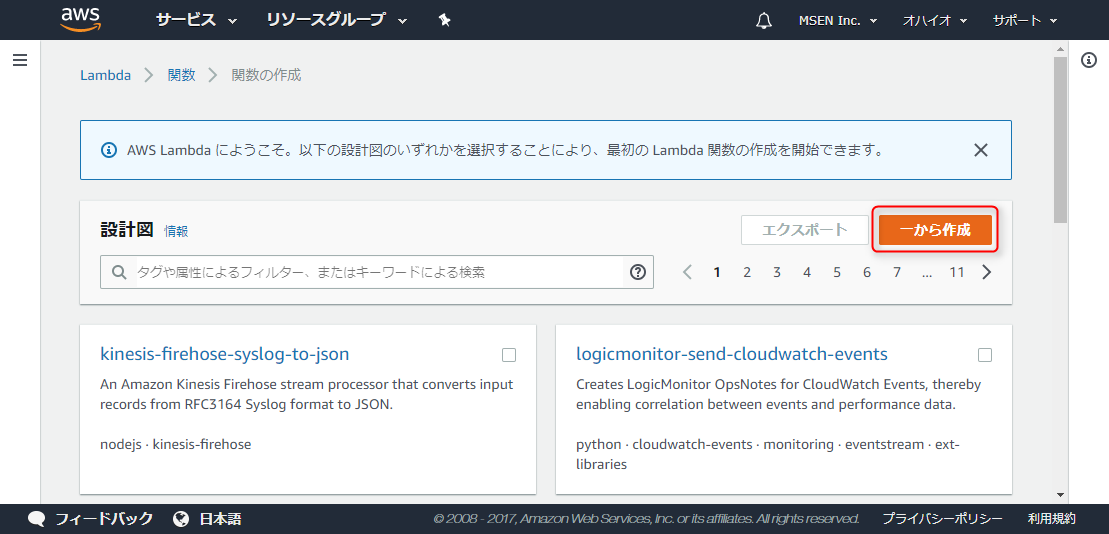 aws サービス リソースグループ MSEN Inc. オハイオ サポート
Lambda 関数 関数の作成
AWS Lambda にようこそ。以下の設計図のいずれかを選択することにより、最初の Lambda 関数の作成を開始できます。
設計図 情報 エクスポート 一から作成
タグや属性によるフィルター、またはキーワードによる検索 1 2 3 4 5 6 7 ... 11
kinesis-firehose-syslog-to-json
An Amazon Kinesis Firehose stream processor that converts input
records from RFC3164 Syslog format to JSON.
nodejs · kinesis-firehose
logicmonitor-send-cloudwatch-events
Creates LogicMonitor OpsNotes for CloudWatch Events, thereby
enabling correlation between events and performance data.
python · cloudwatch-events · monitoring · eventstream · ext-
libraries
フィードバック 日本語 © 2008 - 2017, Amazon Web Services, Inc. or its affiliates. All rights reserved. プライバシーポリシー 利用規約